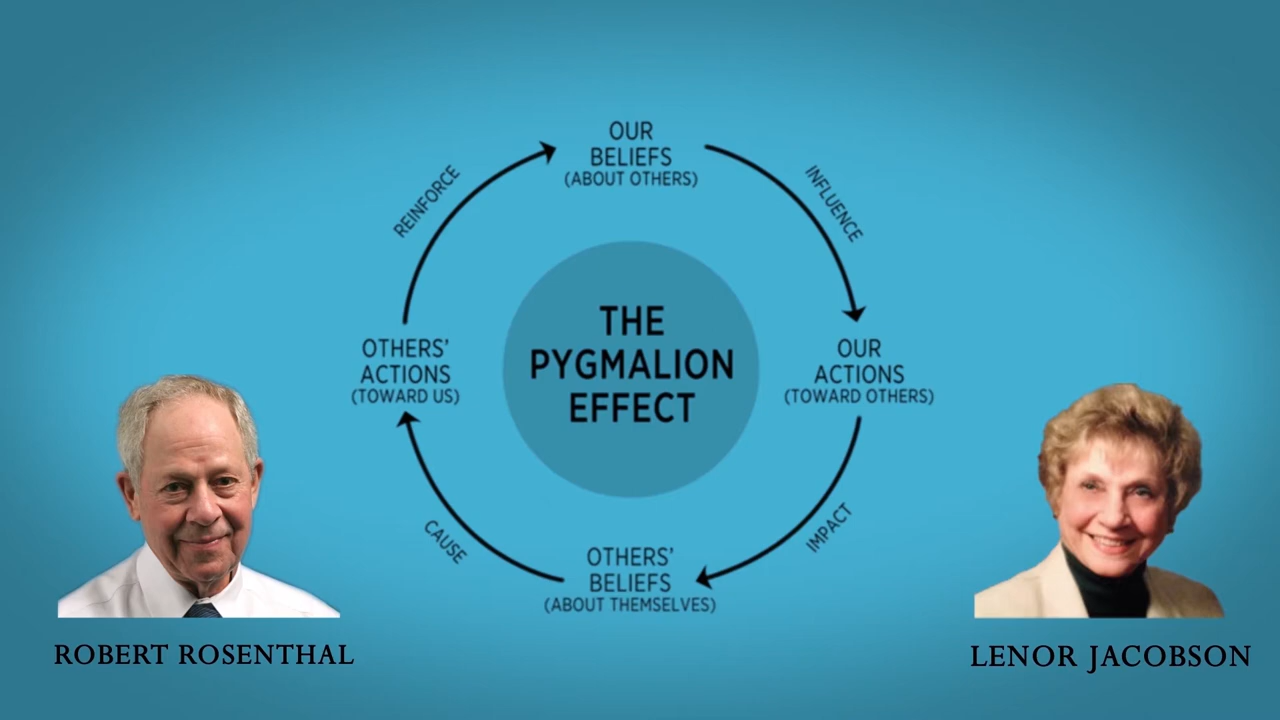 OUR
BELIEFS
(ABOUT OTHERS)
INFLUENCE
OUR
ACTIONS
(TOWARD OTHERS)
IMPACT
OTHERS'
BELIEFS
(ABOUT THEMSELVES)
CAUSE
OTHERS'
ACTIONS
(TOWARD US)
REINFORCE
THE
PYGMALION
EFFECT
ROBERT ROSENTHAL
LENOR JACOBSON